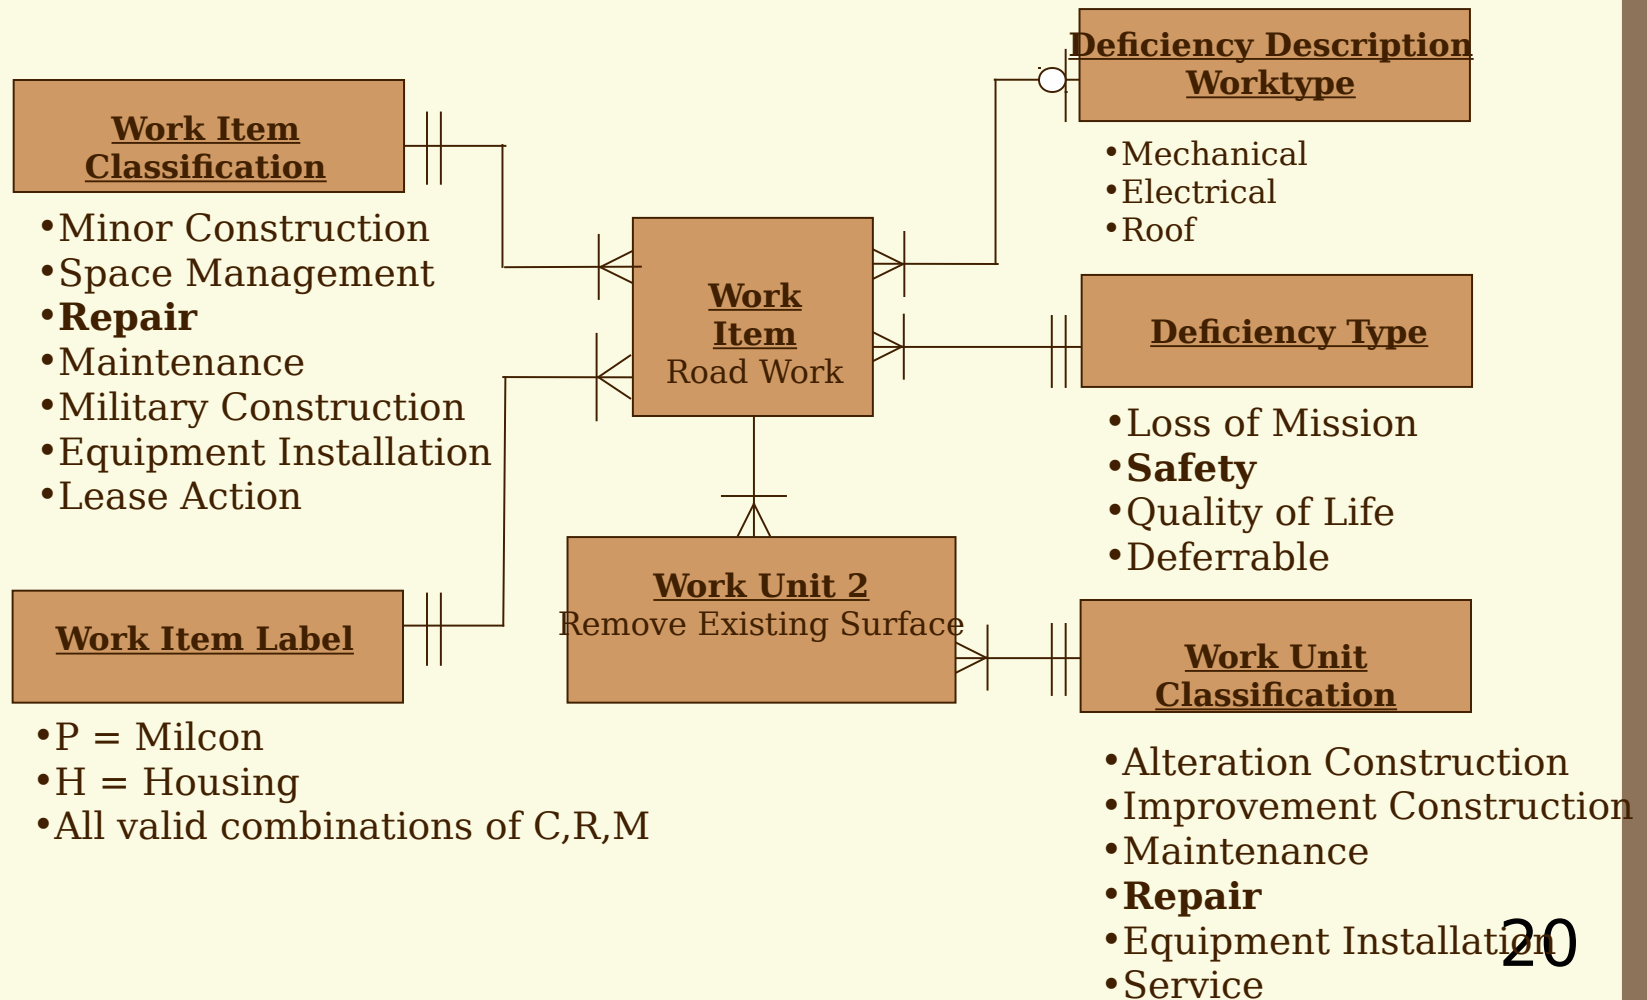 Work Item
Classification
•Minor Construction
•Space Management
•Repair
•Maintenance
•Military Construction
•Equipment Installation
•Lease Action
Work Item Label
•P = Milcon
•H = Housing
•All valid combinations of C,R,M
Work
Item
Road Work
Work Unit 2
Remove Existing Surface
Deficiency Description
Worktype
•Mechanical
•Electrical
•Roof
Deficiency Type
•Loss of Mission
•Safety
•Quality of Life
•Deferrable
Work Unit
Classification
•Alteration Construction
•Improvement Construction
•Maintenance
•Repair
•Equipment Installation
•Service
20